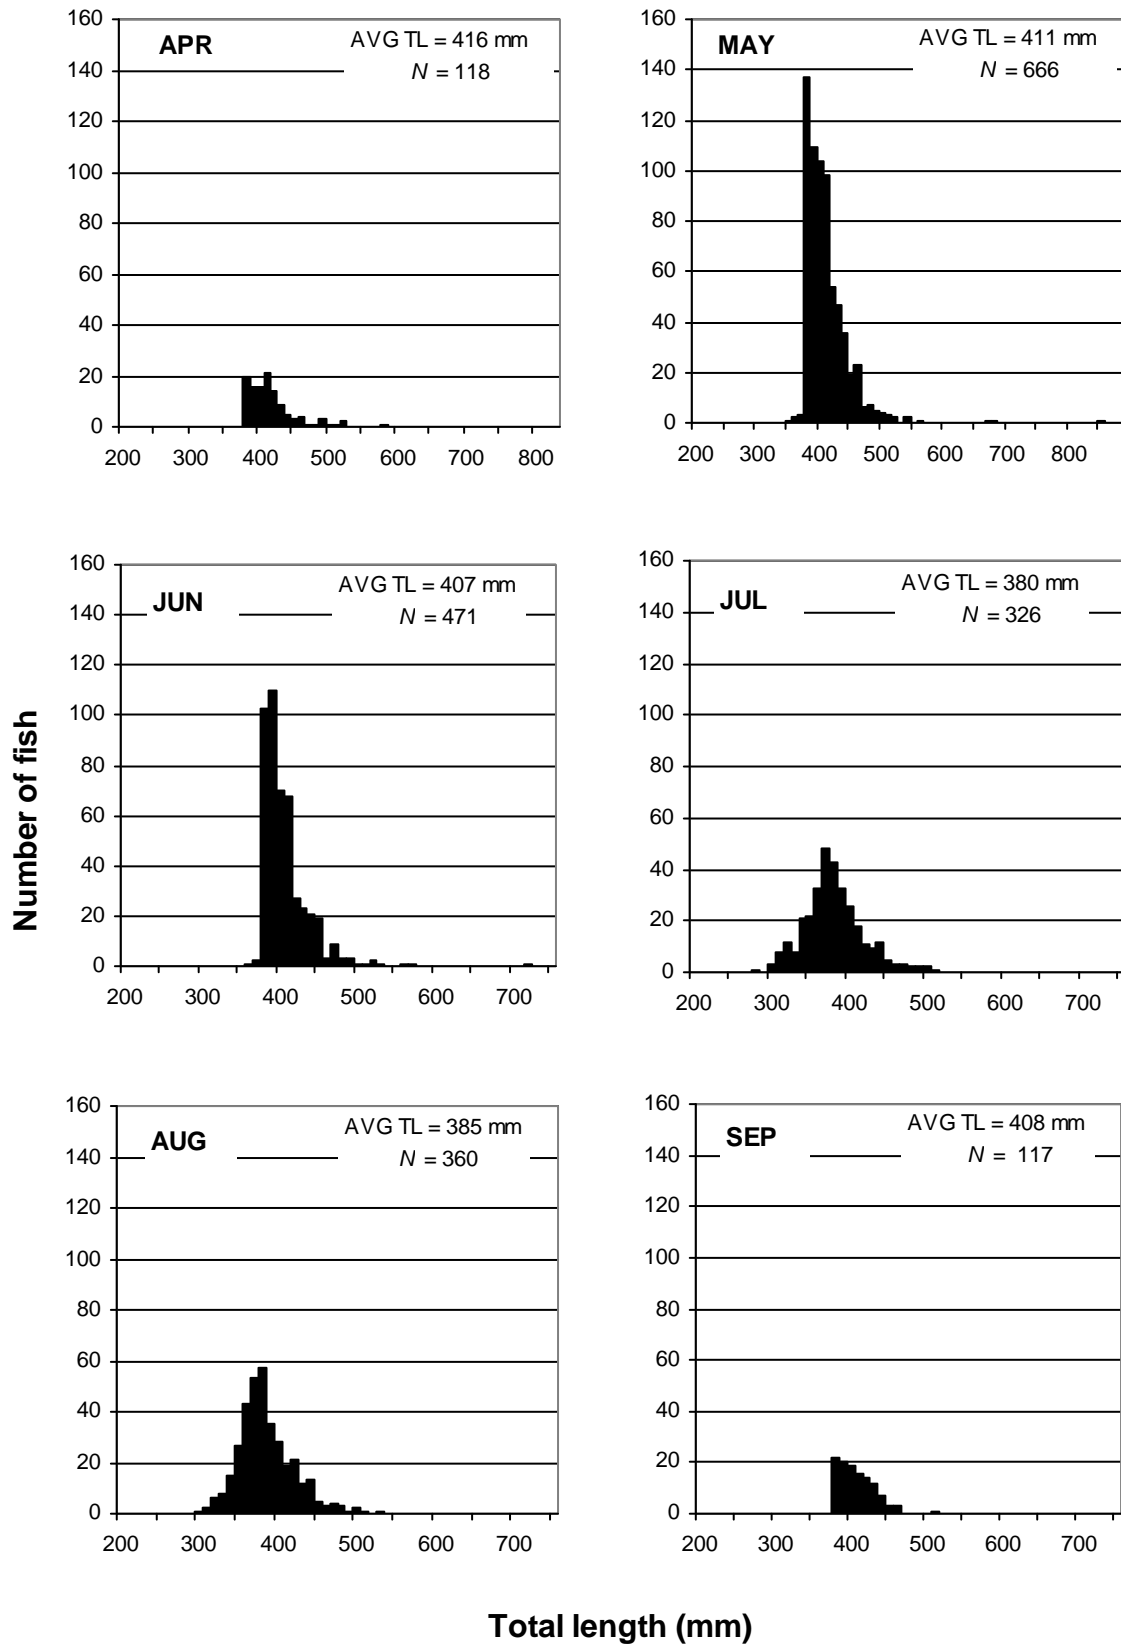 APR
AVG TL = 416 mm
N = 118
160
140
120
100
80
60
40
20
0
200 300 400 500 600 700 800
MAY
AVG TL = 411 mm
N = 666
160
140
120
100
80
60
40
20
0
200 300 400 500 600 700 800
Number of fish
JUN
AVG TL = 407 mm
N = 471
160
140
120
100
80
60
40
20
0
200 300 400 500 600 700
JUL
AVG TL = 380 mm
N = 326
160
140
120
100
80
60
40
20
0
200 300 400 500 600 700
AUG
AVG TL = 385 mm
N = 360
160
140
120
100
80
60
40
20
0
200 300 400 500 600 700
SEP
AVG TL = 408 mm
N = 117
160
140
120
100
80
60
40
20
0
200 300 400 500 600 700
Total length (mm)